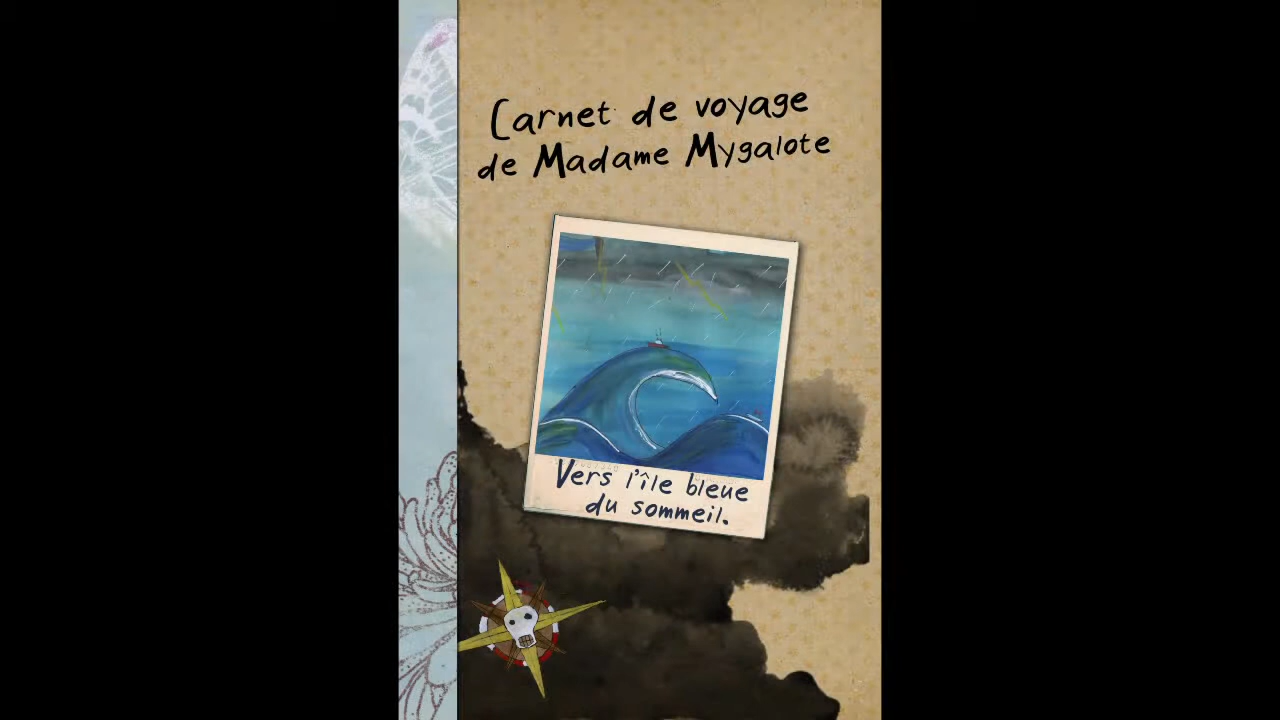 Carnet de voyage
de Madame Mygalote
Vers l'île bleue
du sommeil.